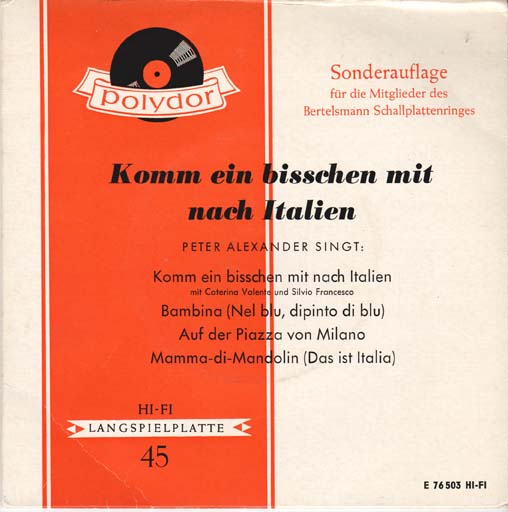 polydor
Sonderauflage
für die Mitglieder des
Bertelsmann Schallplattenringes
Komm ein bisschen mit
nach Italien
PETER ALEXANDER SINGT:
Komm ein bisschen mit nach Italien
mit Caterina Valente und Silvio Francesco
Bambina (Nel blu, dipinto di blu)
Auf der Piazza von Milano
Mamma-di-Mandolin (Das ist Italia)
HI-FI
LANGSPIELPLATTE
45
E 76503 HI-FI